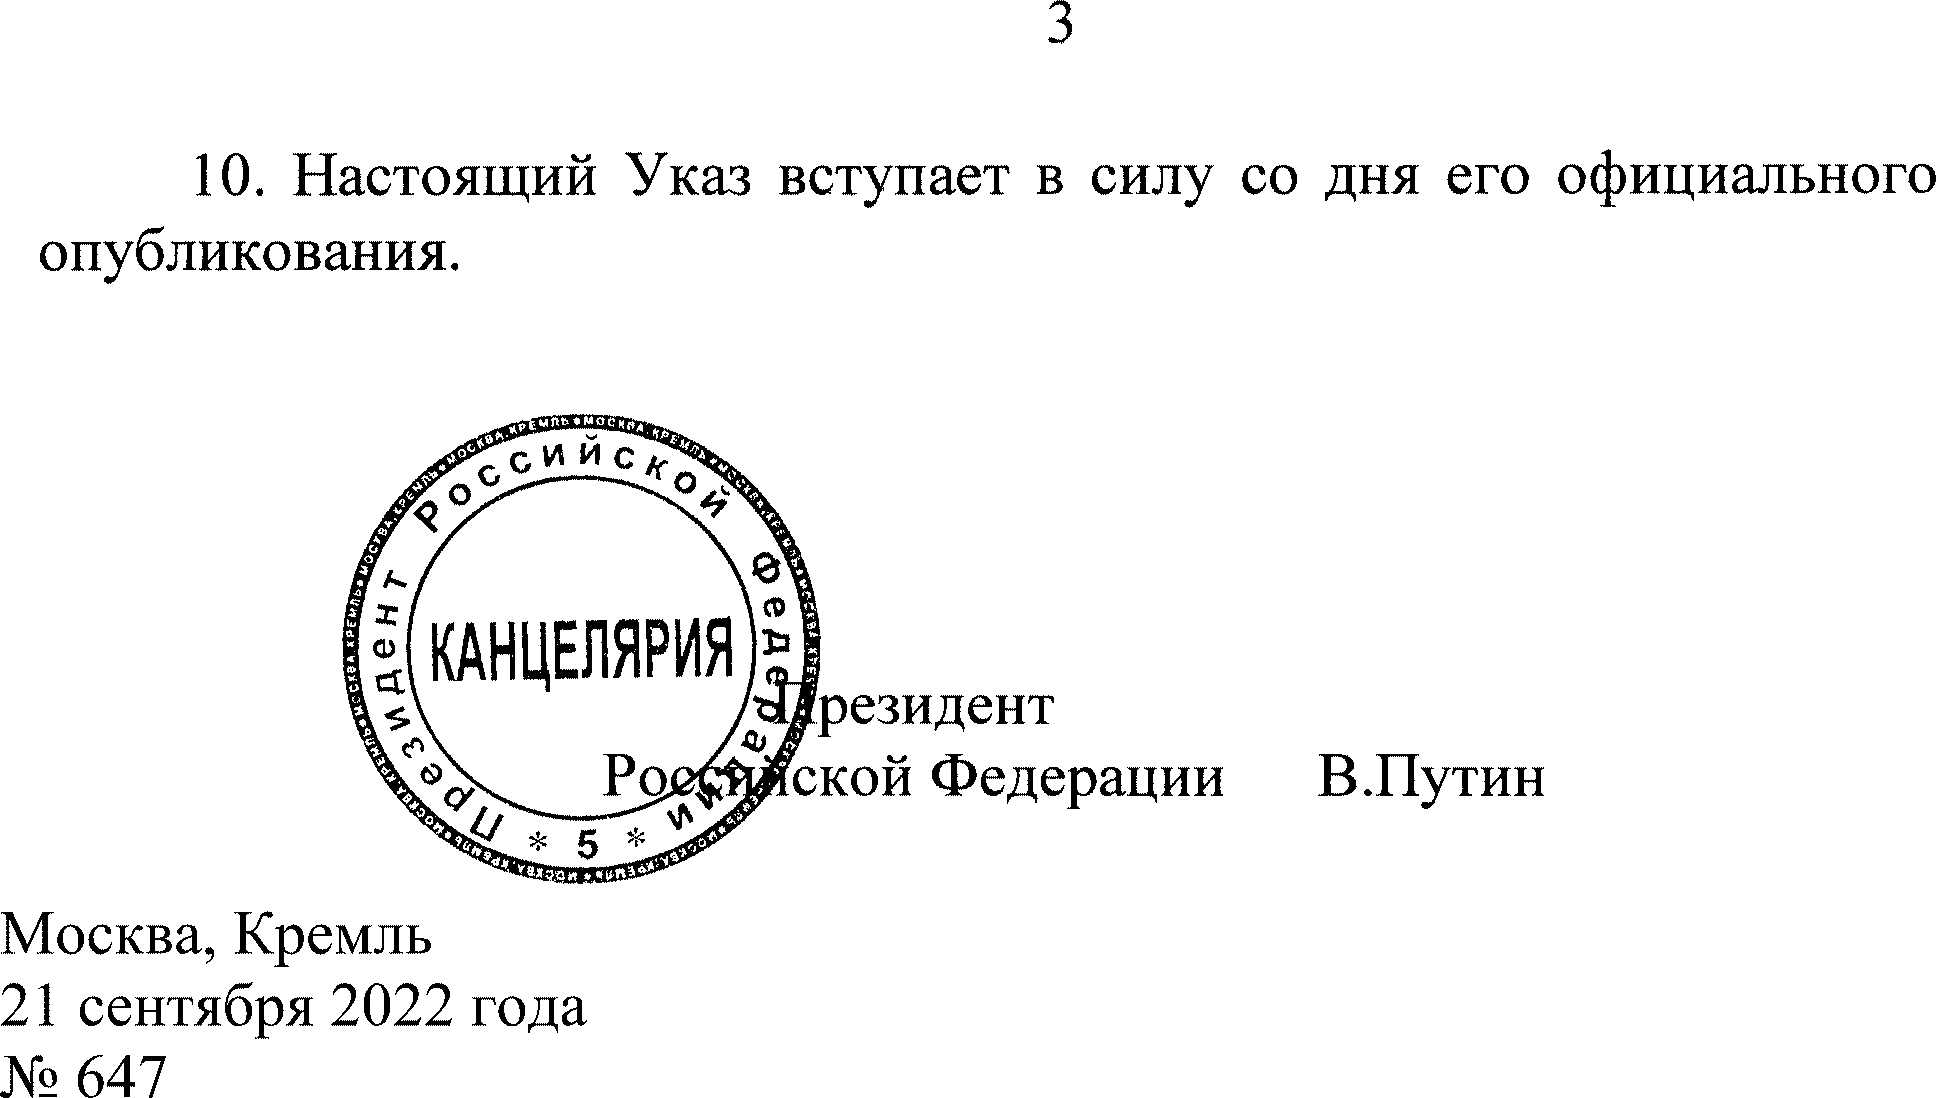 3
10. Настоящий Указ вступает в силу со дня его официального
опубликования.
Президент Российской Федерации
КАНЦЕЛЯРИЯ
* 5 *
Президент
Российской Федерации В.Путин
Москва, Кремль
21 сентября 2022 года
№ 647